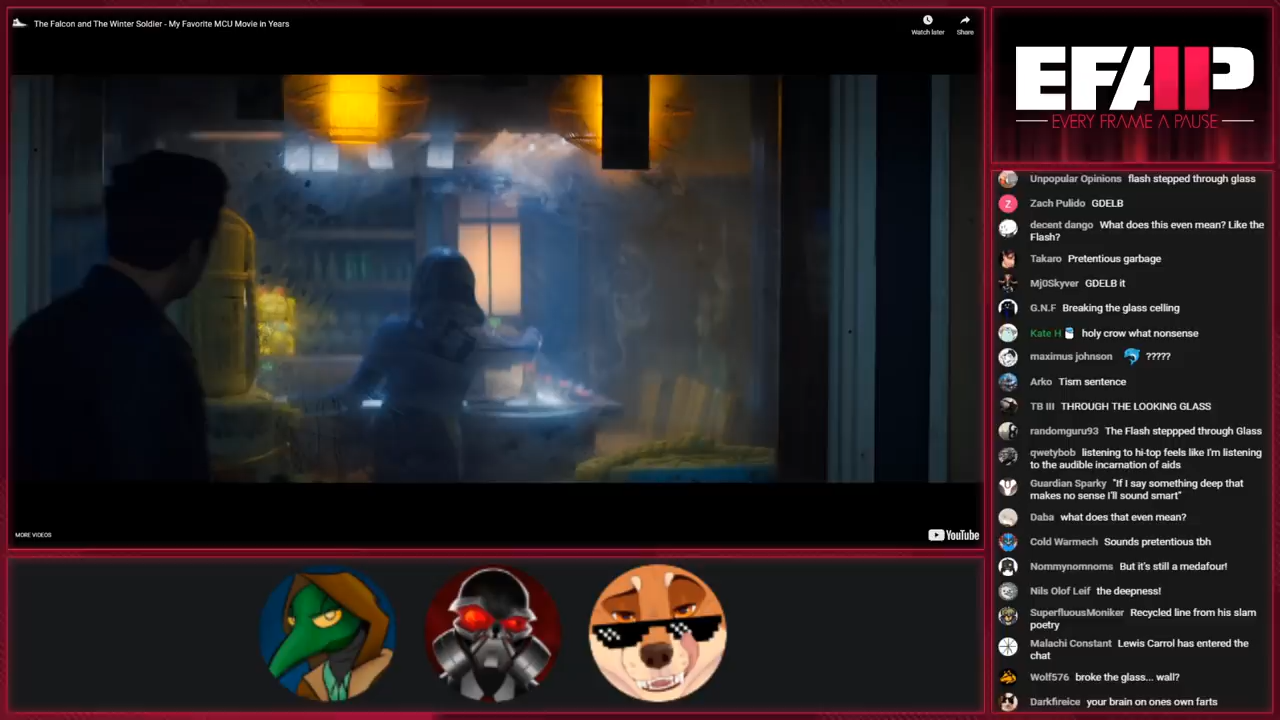 The Falcon and The Winter Soldier - My Favorite MCU Movie in Years
Watch later
Share
MORE VIDEOS
YouTube
EFAP
EVERY FRAME A PAUSE
Unpopular Opinions flash stepped through glass
Zach Pulido GDELB
decent dango What does this even mean? Like the
Flash?
Takaro Pretentious garbage
Mj0Skyver GDELB it
G.N.F Breaking the glass celling
Kate H holy crow what nonsense
maximus johnson ?????
Arko Tism sentence
TB III THROUGH THE LOOKING GLASS
randomguru93 The Flash steppped through Glass
qwetybob listening to hi-top feels like I'm listening
to the audible incarnation of aids
Guardian Sparky "If I say something deep that
makes no sense I'll sound smart"
Daba what does that even mean?
Cold Warmech Sounds pretentious tbh
Nommynomnoms But it's still a medafour!
Nils Olof Leif the deepness!
SuperfluousMoniker Recycled line from his slam
poetry
Malachi Constant Lewis Carrol has entered the
chat
Wolf576 broke the glass... wall?
Darkfireice your brain on ones own farts